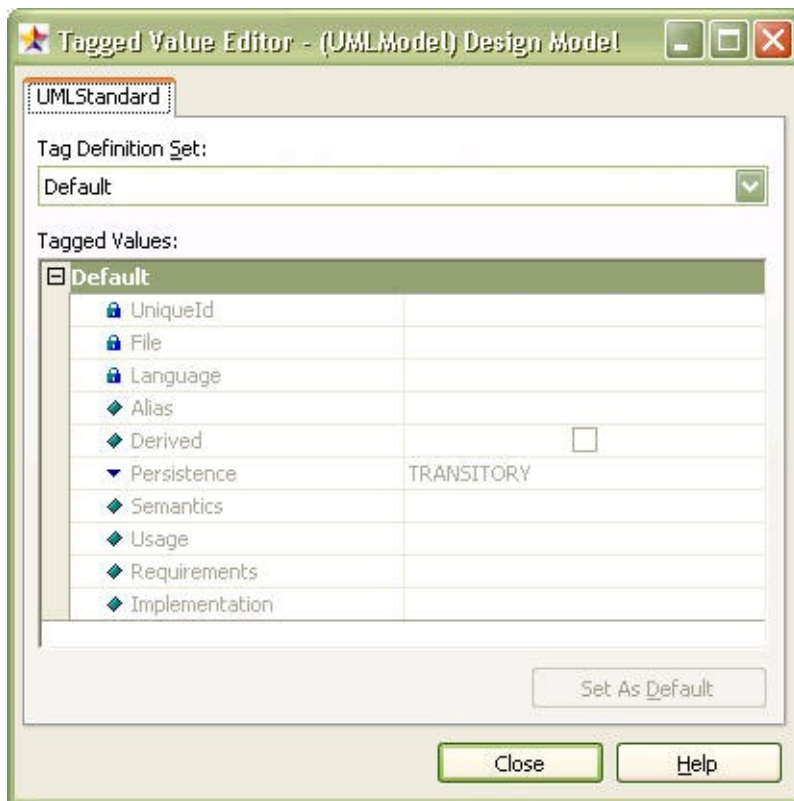 Tagged Value Editor - (UMLModel) Design Model
UMLStandard
Tag Definition Set:
Default
Tagged Values:
Default
UniqueId
File
Language
Alias
Derived
Persistence TRANSITORY
Semantics
Usage
Requirements
Implementation
Set As Default
Close Help